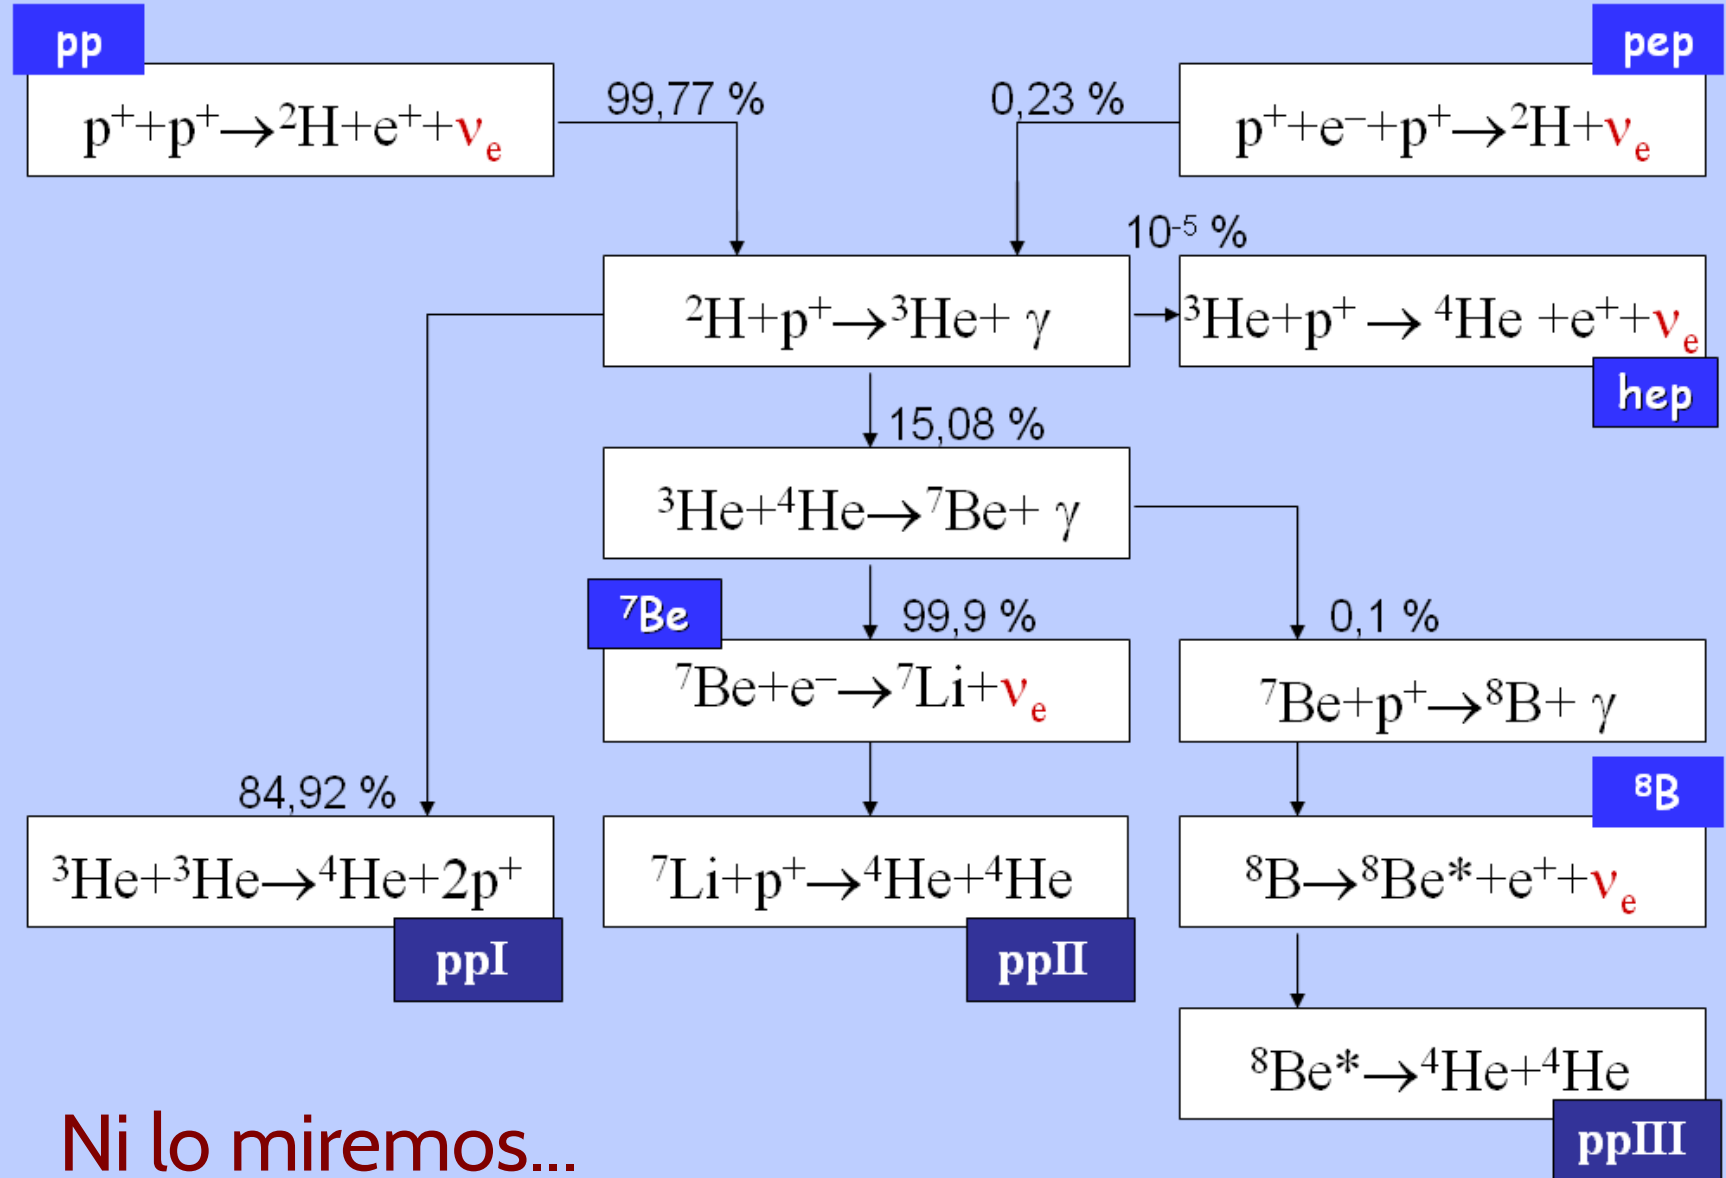 pp
pep
p⁺+p⁺→²H+e⁺+νₑ
99,77 %
0,23 %
p⁺+e⁻+p⁺→²H+νₑ
10⁻⁵ %
²H+p⁺→³He+ γ
³He+p⁺ → ⁴He +e⁺+νₑ
hep
15,08 %
³He+⁴He→⁷Be+ γ
⁷Be
99,9 %
0,1 %
⁷Be+e⁻→⁷Li+νₑ
⁷Be+p⁺→⁸B+ γ
84,92 %
⁸B
³He+³He→⁴He+2p⁺
⁷Li+p⁺→⁴He+⁴He
⁸B→⁸Be*+e⁺+νₑ
ppI
ppII
⁸Be*→⁴He+⁴He
ppIII
Ni lo miremos...